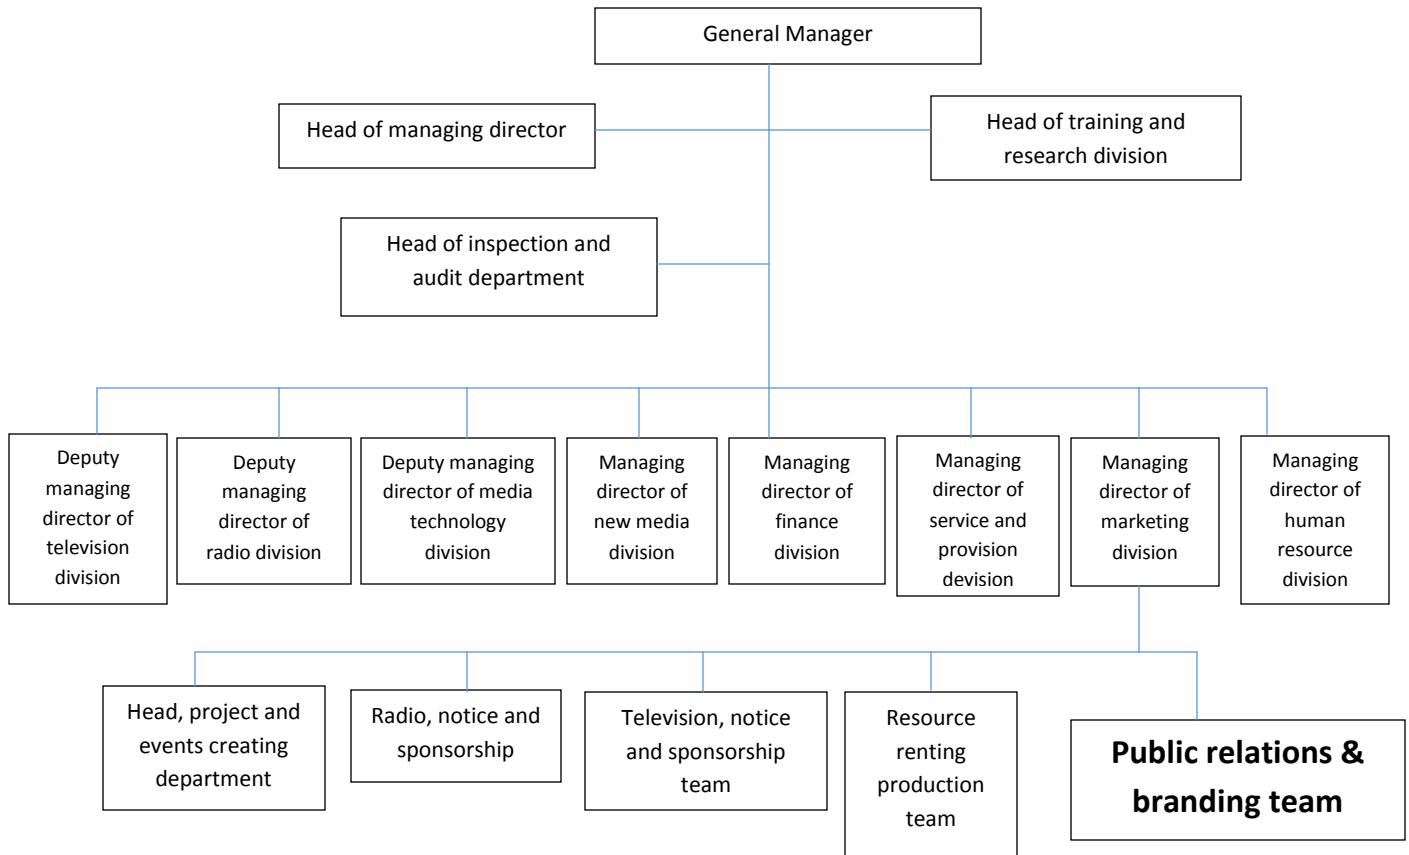 General Manager
Head of managing director
Head of training and
research division
Head of inspection and
audit department
Deputy
managing
director of
television
division
Deputy
managing
director of
radio division
Deputy managing
director of media
technology
division
Managing
director of
new media
division
Managing
director of
finance
division
Managing
director of
service and
provision
devision
Managing
director of
marketing
division
Managing
director of
human
resource
division
Head, project and
events creating
department
Radio, notice and
sponsorship
Television, notice
and sponsorship
team
Resource
renting
production
team
Public relations &
branding team